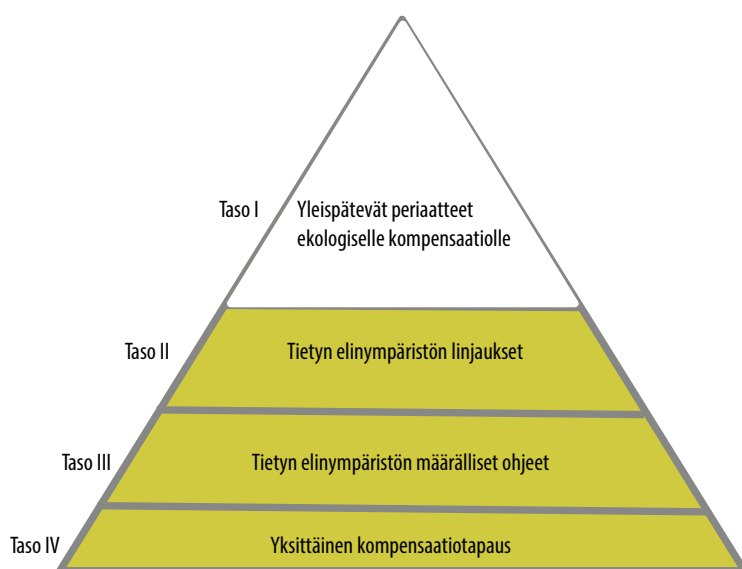 Taso I Yleispätevät periaatteet
ekologiselle kompensaatiolle
Taso II Tietyn elinympäristön linjaukset
Taso III Tietyn elinympäristön määrälliset ohjeet
Taso IV Yksittäinen kompensaatiotapaus